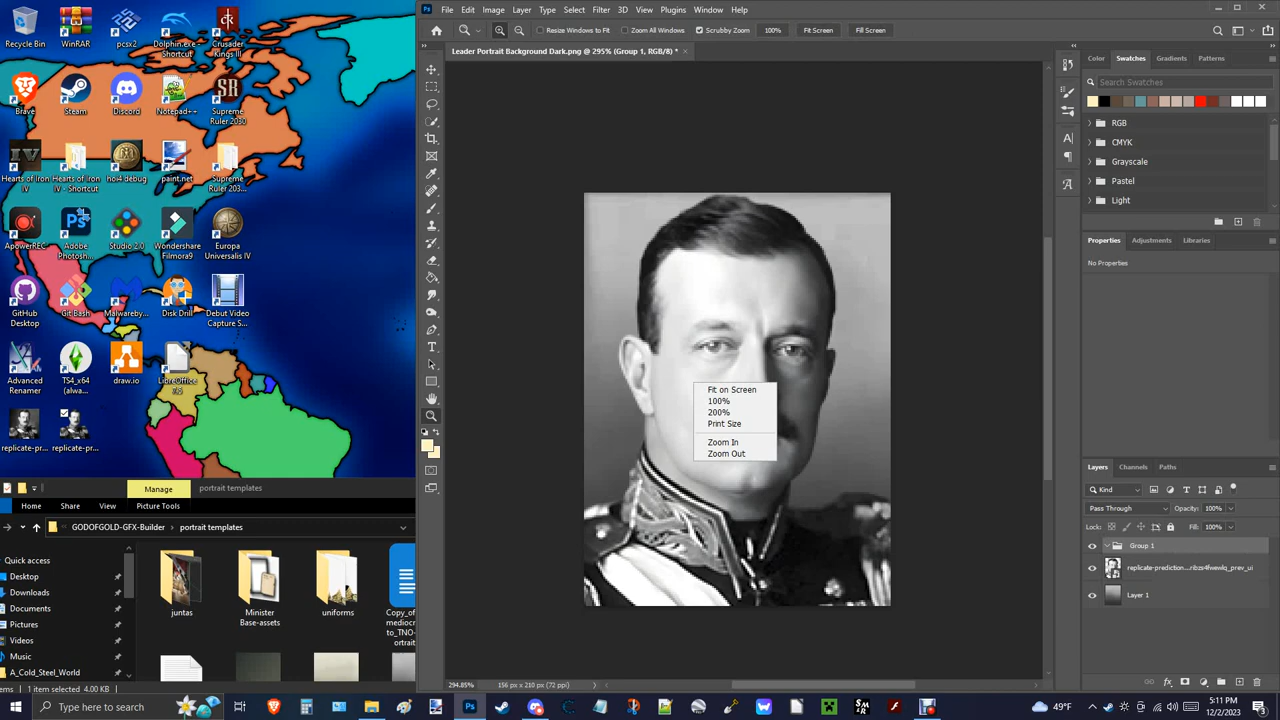 Recycle Bin
WinRAR
pcsx2
Dolphin.exe - Shortcut
Crusader Kings III
Brave
Steam
Discord
Notepad++
Supreme Ruler 2030
Hearts of Iron IV
Hearts of Iron IV - Shortcut
hoi4 debug
paint.net
Supreme Ruler 203...
ApowerREC
Adobe Photosh...
Studio 2.0
Wondershare Filmora9
Europa Universalis IV
GitHub Desktop
Git Bash
Malwareby...
Disk Drill
Debut Video Capture S...
Advanced Renamer
TS4_x64 (alwa...
draw.io
LibreOffice
replicate-pr...
replicate-pr...
Manage
portrait templates
Home
Share
View
Picture Tools
GODOFGOLD-GFX-Builder
portrait templates
Quick access
Desktop
Downloads
Documents
Pictures
Videos
Music
A_Cold_Steel_World
juntas
Minister Base-assets
uniforms
1 item selected 4.00 KB
Ps
File
Edit
Image
Layer
Type
Select
Filter
3D
View
Plugins
Window
Help
Resize Windows to Fit
Zoom All Windows
Scrubby Zoom
100%
Fit Screen
Fill Screen
Leader Portrait Background Dark.png @ 295% (Group 1, RGB/8) *
Fit on Screen
100%
200%
Print Size
Zoom In
Zoom Out
294.85%
156 px x 210 px (72 ppi)
Color
Swatches
Gradients
Patterns
Search Swatches
RGB
CMYK
Grayscale
Pastel
Light
Properties
Adjustments
Libraries
No Properties
Layers
Channels
Paths
Kind
Pass Through
Opacity: 100%
Lock:
Fill: 100%
Group 1
Layer 1
Type here to search
49°F
5:11 PM
12/2/2023